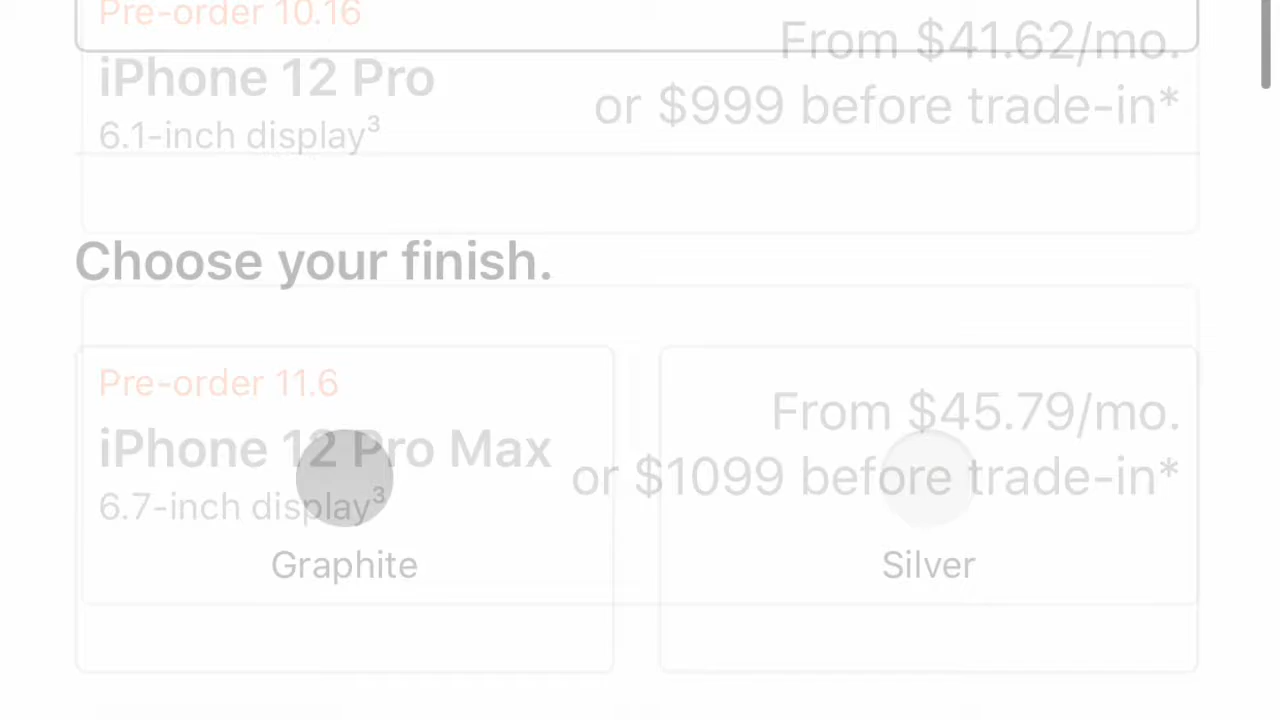 Pre-order 10.16
From $41.62/mo.
iPhone 12 Pro
or $999 before trade-in*
6.1-inch display³
Choose your finish.
Pre-order 11.6
From $45.79/mo.
iPhone 12 Pro Max
or $1099 before trade-in*
6.7-inch display³
Graphite
Silver